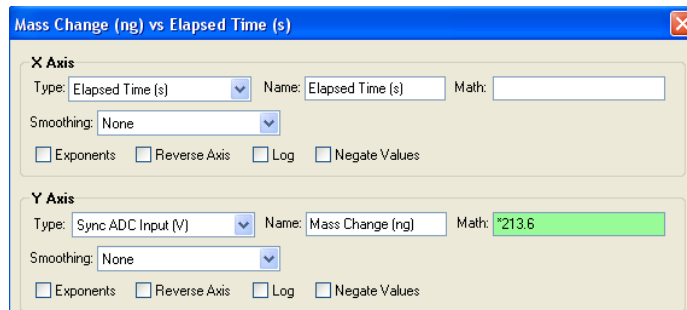 Mass Change (ng) vs Elapsed Time (s)
X Axis
Type: Elapsed Time (s) Name: Elapsed Time (s) Math:
Smoothing: None
Exponents Reverse Axis Log Negate Values
Y Axis
Type: Sync ADC Input (V) Name: Mass Change (ng) Math: *213.6
Smoothing: None
Exponents Reverse Axis Log Negate Values